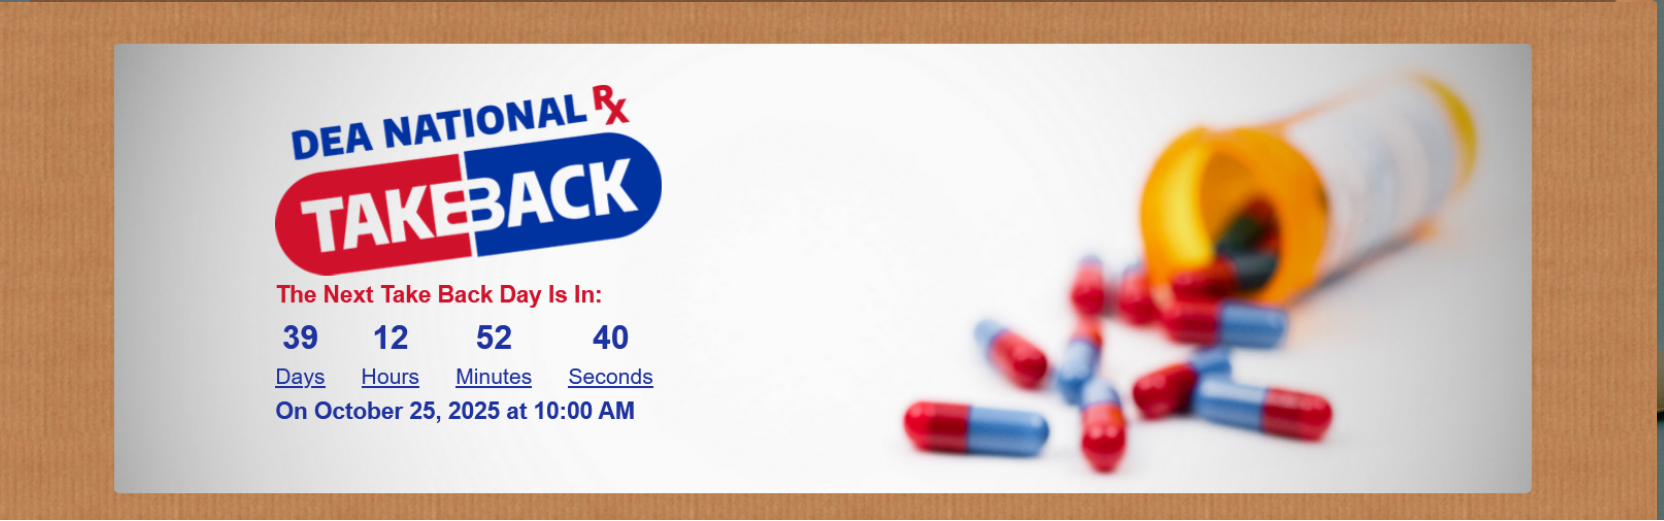 DEA NATIONAL Rx
TAKEBACK
The Next Take Back Day Is In:
39 12 52 40
Days Hours Minutes Seconds
On October 25, 2025 at 10:00 AM